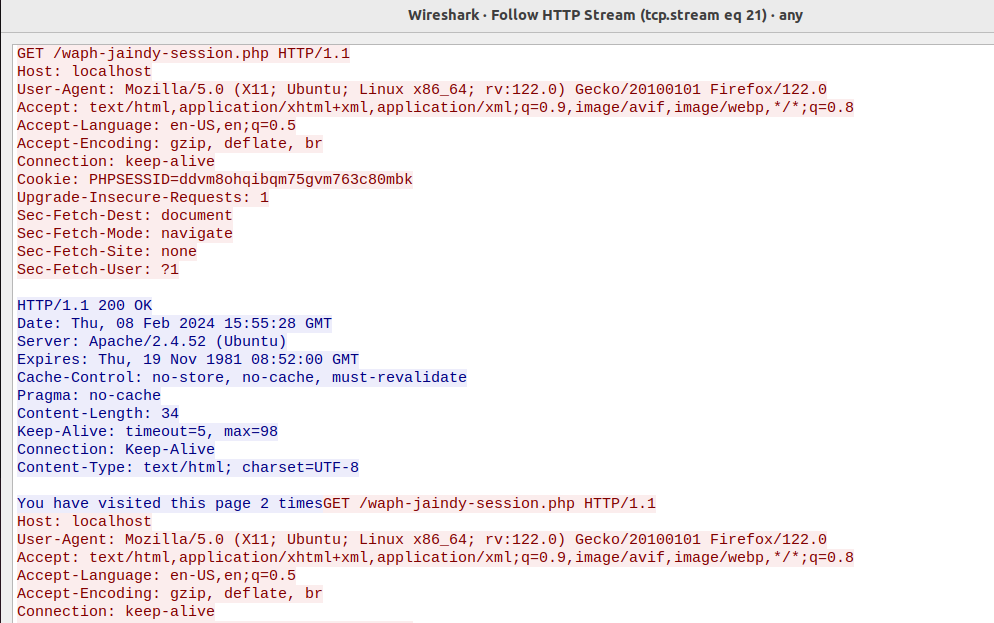 Wireshark · Follow HTTP Stream (tcp.stream eq 21) · any
GET /waph-jaindy-session.php HTTP/1.1
Host: localhost
User-Agent: Mozilla/5.0 (X11; Ubuntu; Linux x86_64; rv:122.0) Gecko/20100101 Firefox/122.0
Accept: text/html,application/xhtml+xml,application/xml;q=0.9,image/avif,image/webp,*/*;q=0.8
Accept-Language: en-US,en;q=0.5
Accept-Encoding: gzip, deflate, br
Connection: keep-alive
Cookie: PHPSESSID=ddvm8ohqibqm75gvm763c80mbk
Upgrade-Insecure-Requests: 1
Sec-Fetch-Dest: document
Sec-Fetch-Mode: navigate
Sec-Fetch-Site: none
Sec-Fetch-User: ?1
HTTP/1.1 200 OK
Date: Thu, 08 Feb 2024 15:55:28 GMT
Server: Apache/2.4.52 (Ubuntu)
Expires: Thu, 19 Nov 1981 08:52:00 GMT
Cache-Control: no-store, no-cache, must-revalidate
Pragma: no-cache
Content-Length: 34
Keep-Alive: timeout=5, max=98
Connection: Keep-Alive
Content-Type: text/html; charset=UTF-8
You have visited this page 2 timesGET /waph-jaindy-session.php HTTP/1.1
Host: localhost
User-Agent: Mozilla/5.0 (X11; Ubuntu; Linux x86_64; rv:122.0) Gecko/20100101 Firefox/122.0
Accept: text/html,application/xhtml+xml,application/xml;q=0.9,image/avif,image/webp,*/*;q=0.8
Accept-Language: en-US,en;q=0.5
Accept-Encoding: gzip, deflate, br
Connection: keep-alive